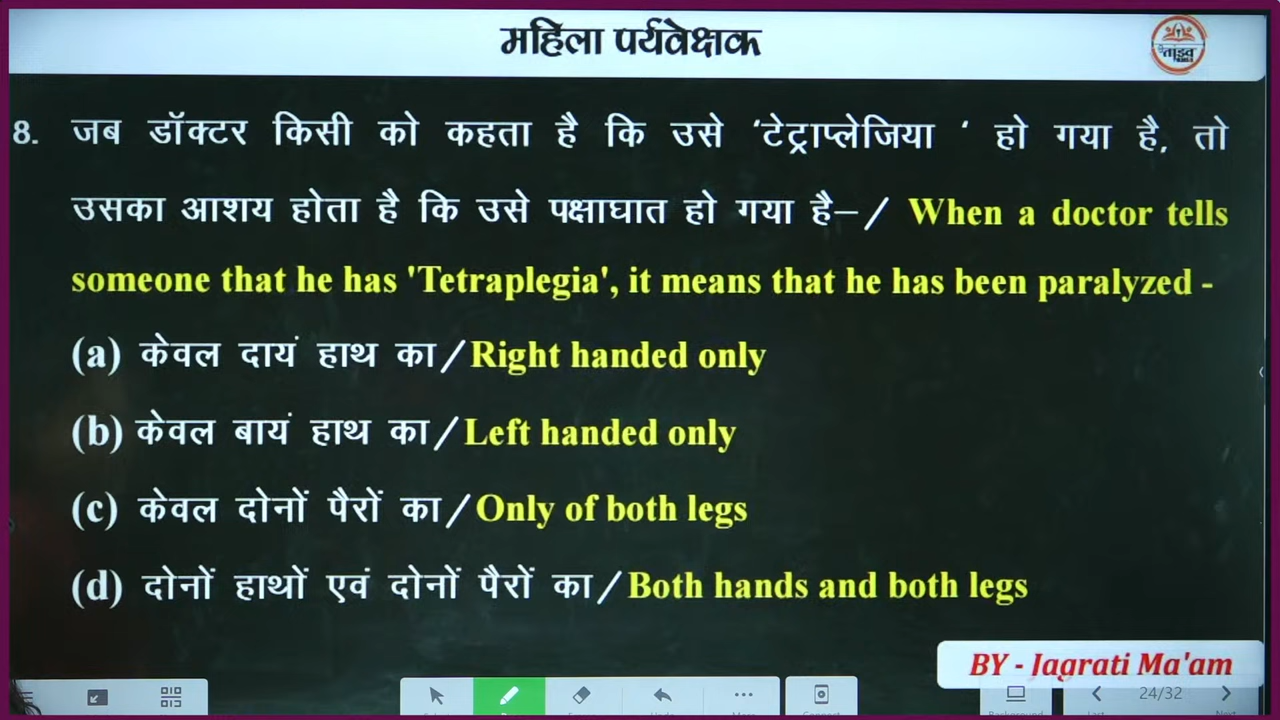 महिला पर्यवेक्षक
ताइब
8. जब डॉक्टर किसी को कहता है कि उसे ‘टेट्राप्लेजिया ‘ हो गया है, तो
उसका आशय होता है कि उसे पक्षाघात हो गया है–/ When a doctor tells
someone that he has 'Tetraplegia', it means that he has been paralyzed -
(a) केवल दायं हाथ का/Right handed only
(b) केवल बायं हाथ का/Left handed only
(c) केवल दोनों पैरों का/Only of both legs
(d) दोनों हाथों एवं दोनों पैरों का/Both hands and both legs
BY - Jagrati Ma'am
24/32